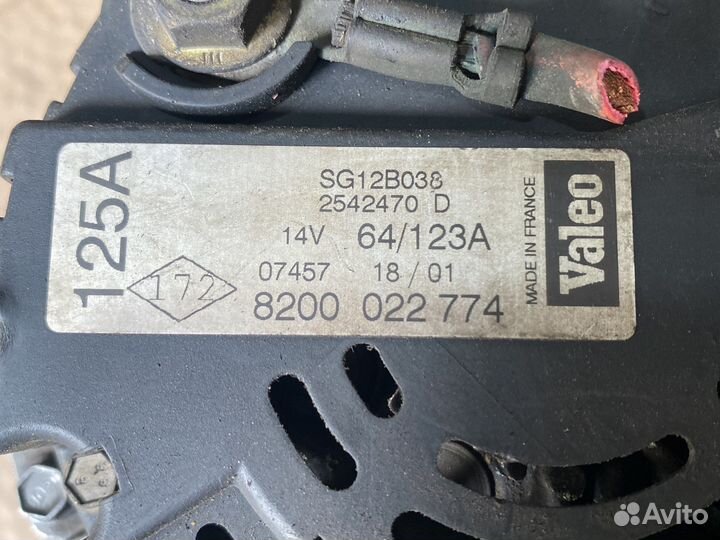 125A
SG12B038
2542470 D
14V 64/123A
07457 18/01
172
8200 022 774
MADE IN FRANCE
Valeo
Avito